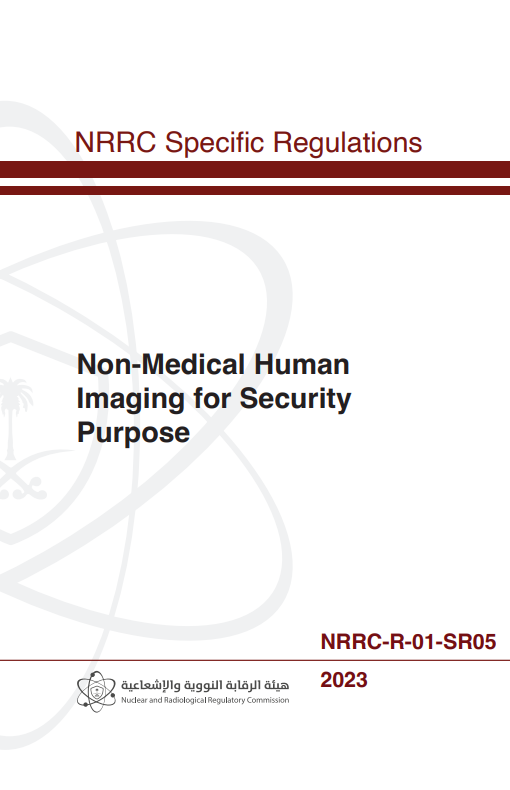 NRRC Specific Regulations
Non-Medical Human
Imaging for Security
Purpose
NRRC-R-01-SR05
2023
هيئة الرقابة النووية والإشعاعية
Nuclear and Radiological Regulatory Commission